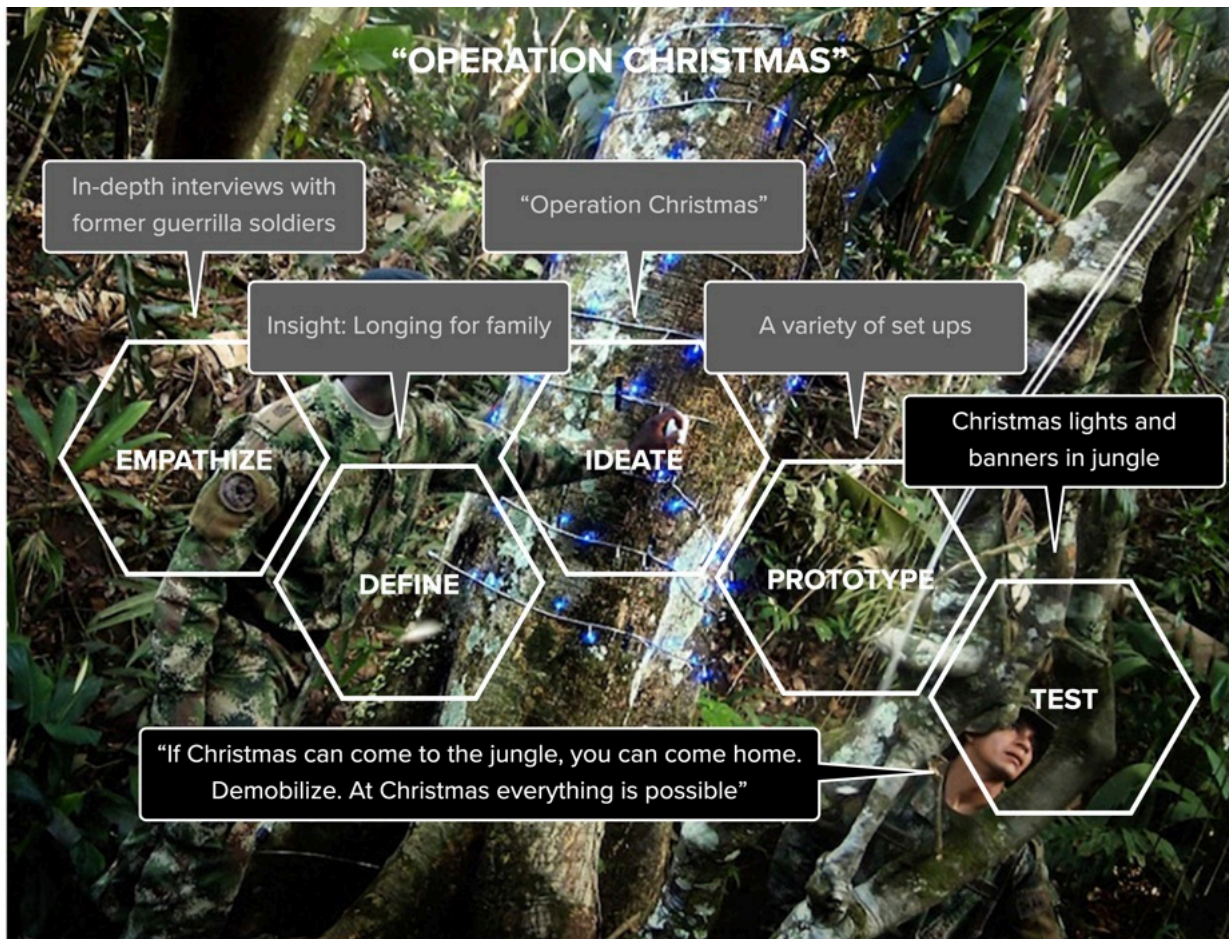 “OPERATION CHRISTMAS”
In-depth interviews with
former guerrilla soldiers
“Operation Christmas”
Insight: Longing for family
A variety of set ups
Christmas lights and
banners in jungle
EMPATHIZE
IDEATE
DEFINE
PROTOTYPE
TEST
“If Christmas can come to the jungle, you can come home.
Demobilize. At Christmas everything is possible”